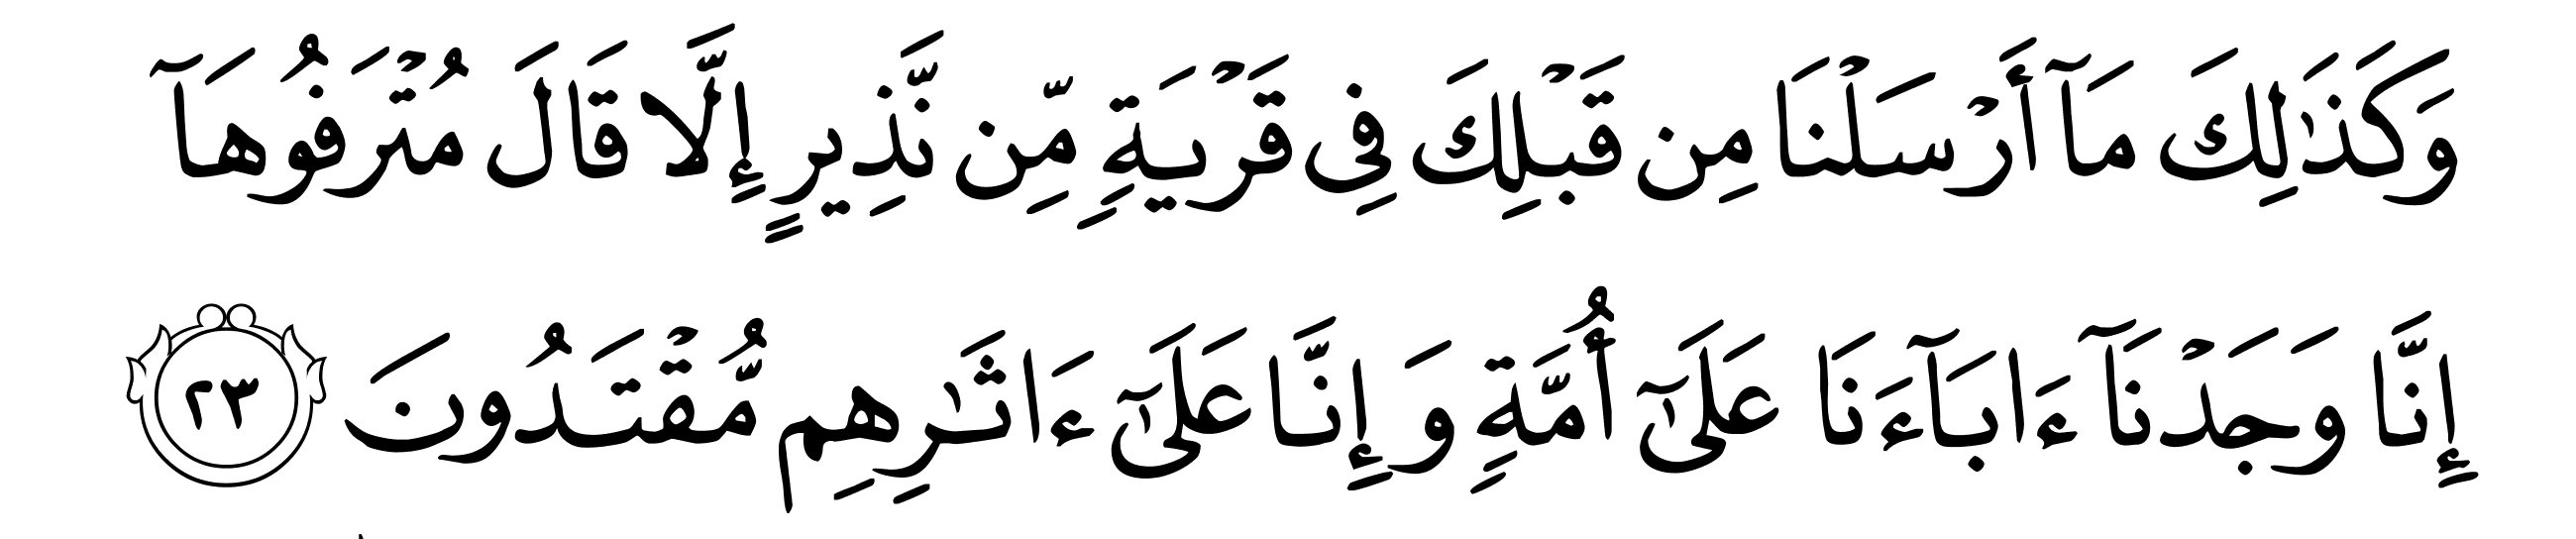 وَكَذَٰلِكَ مَآ أَرْسَلْنَا مِن قَبْلِكَ فِى قَرْيَةٍ مِّن نَّذِيرٍ إِلَّا قَالَ مُتْرَفُوهَآ
إِنَّا وَجَدْنَآ ءَابَآءَنَا عَلَىٰٓ أُمَّةٍ وَإِنَّا عَلَىٰٓ ءَاثَٰرِهِم مُّقْتَدُونَ ٢٣